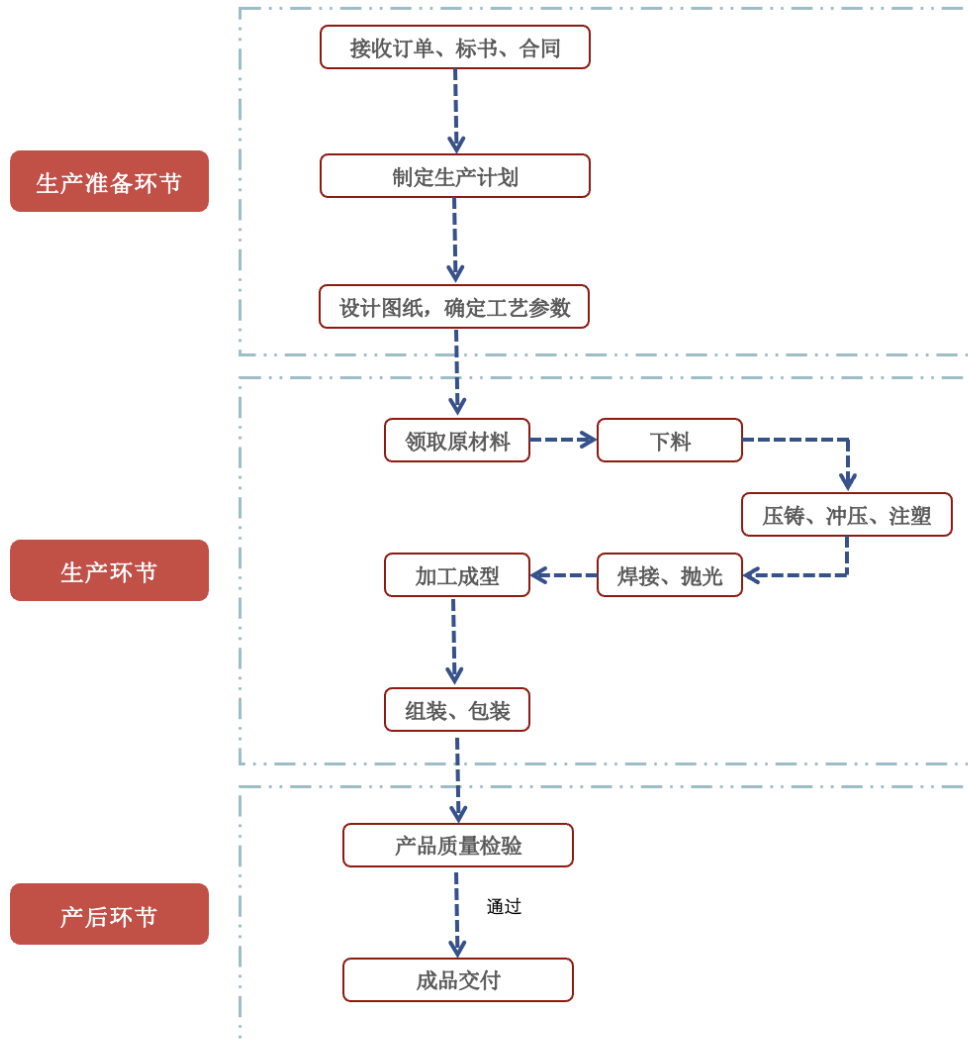 接收订单、标书、合同
生产准备环节
制定生产计划
设计图纸，确定工艺参数
领取原材料
下料
压铸、冲压、注塑
生产环节
焊接、抛光
加工成型
组装、包装
产品质量检验
产后环节
通过
成品交付